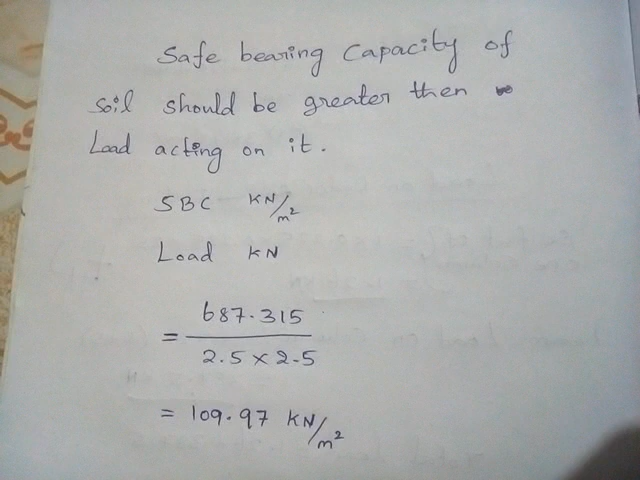 Safe bearing Capacity of
Soil should be greater then
Load acting on it.
SBC KN/m²
Load KN
687.315
=
2.5 × 2.5
= 109.97 KN/m²